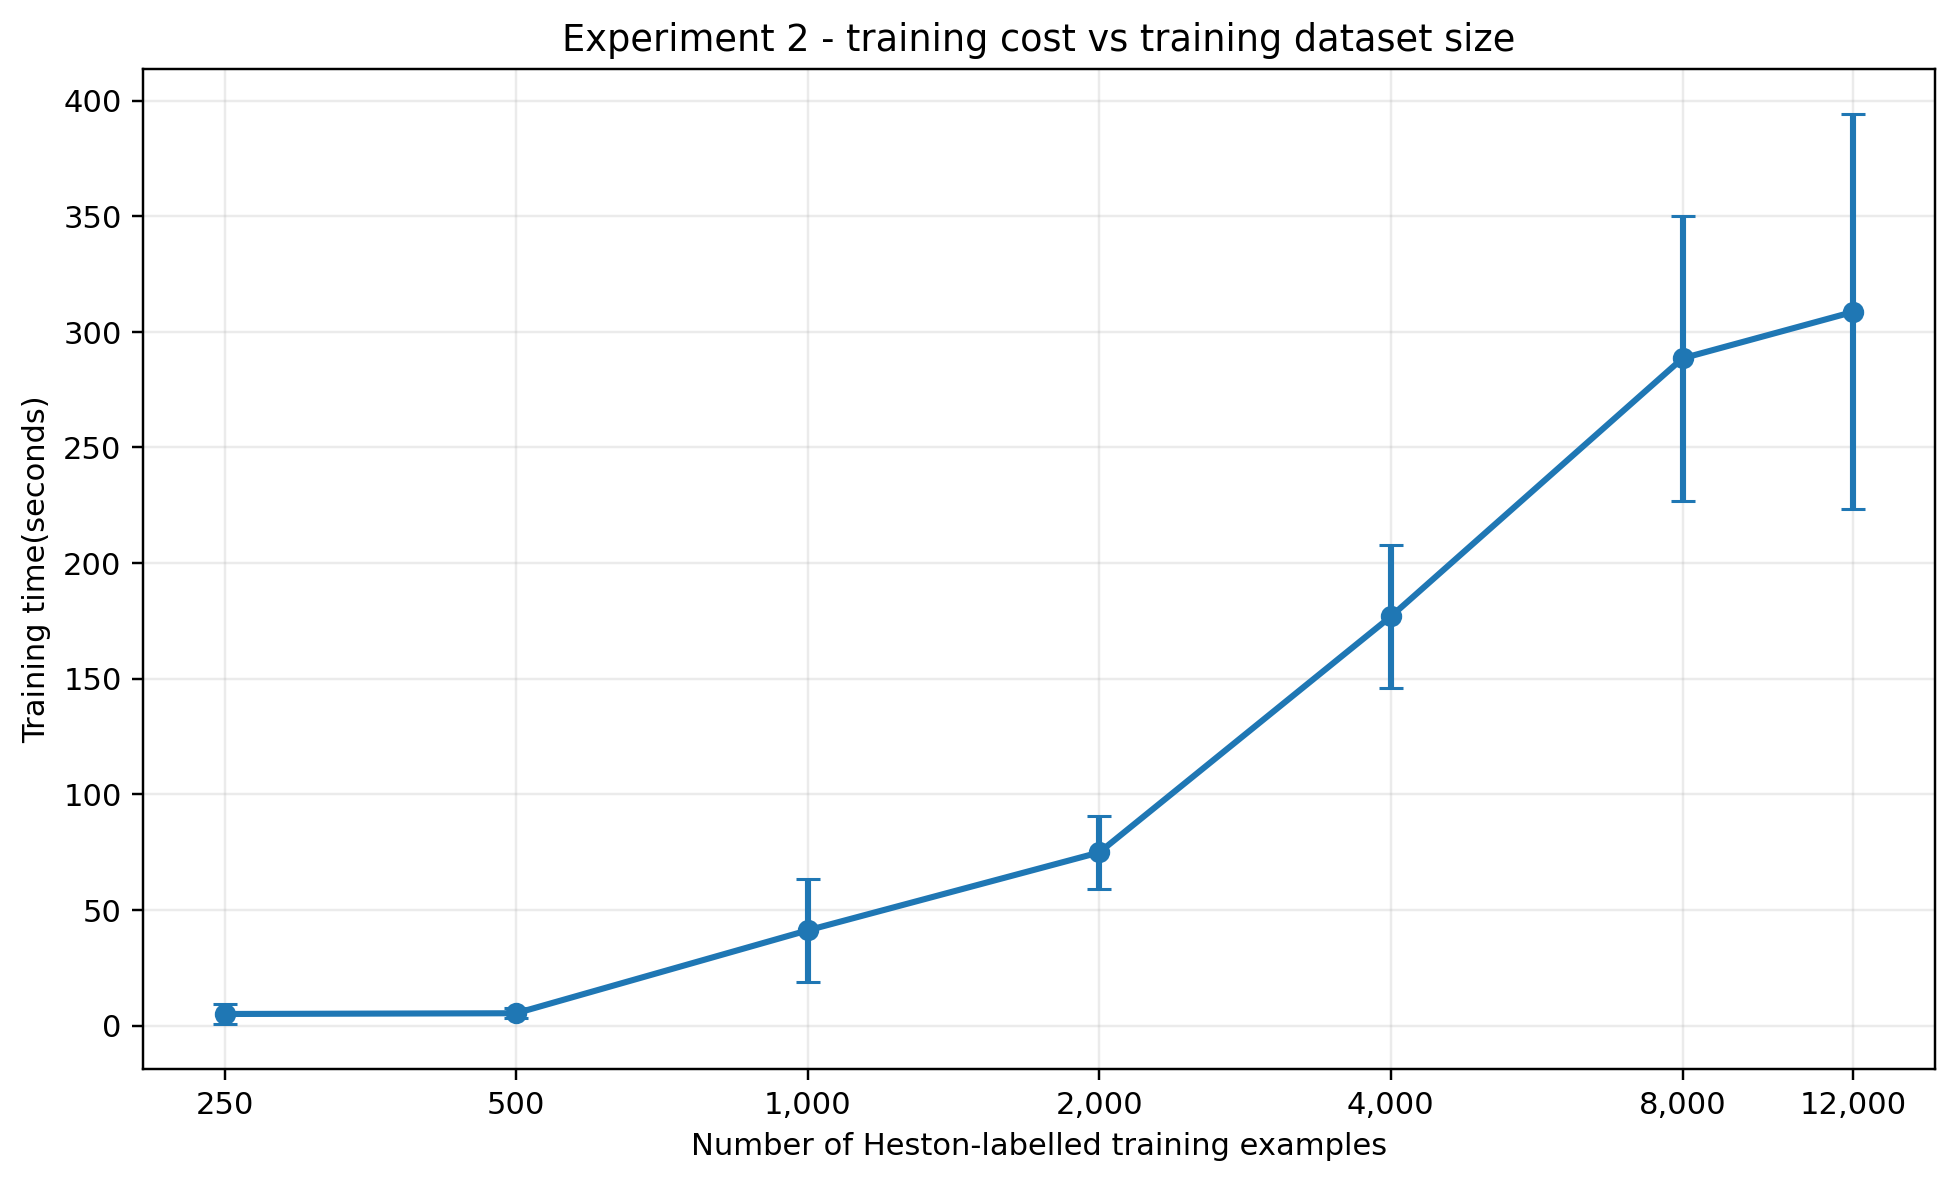 Experiment 2 - training cost vs training dataset size
400
350
300
250
200
150
100
50
0
Training time(seconds)
250 500 1,000 2,000 4,000 8,000 12,000
Number of Heston-labelled training examples